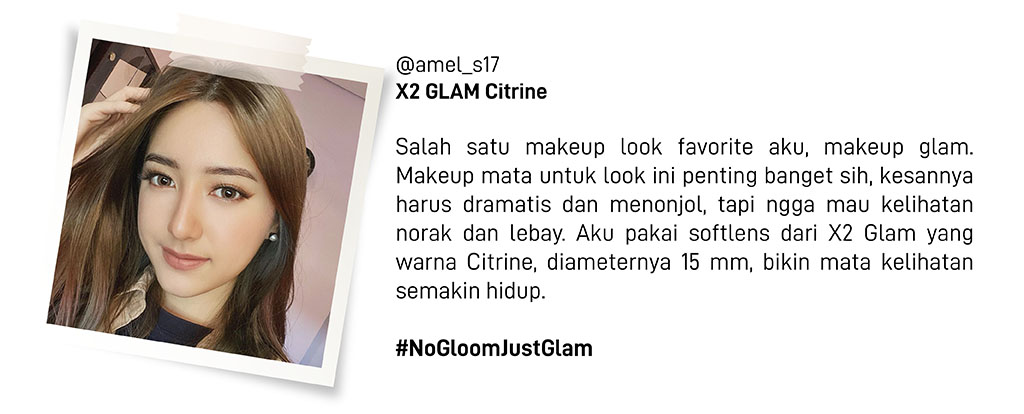 @amel_s17
X2 GLAM Citrine
Salah satu makeup look favorite aku, makeup glam.
Makeup mata untuk look ini penting banget sih, kesannya
harus dramatis dan menonjol, tapi ngga mau kelihatan
norak dan lebay. Aku pakai softlens dari X2 Glam yang
warna Citrine, diameternya 15 mm, bikin mata kelihatan
semakin hidup.
#NoGloomJustGlam